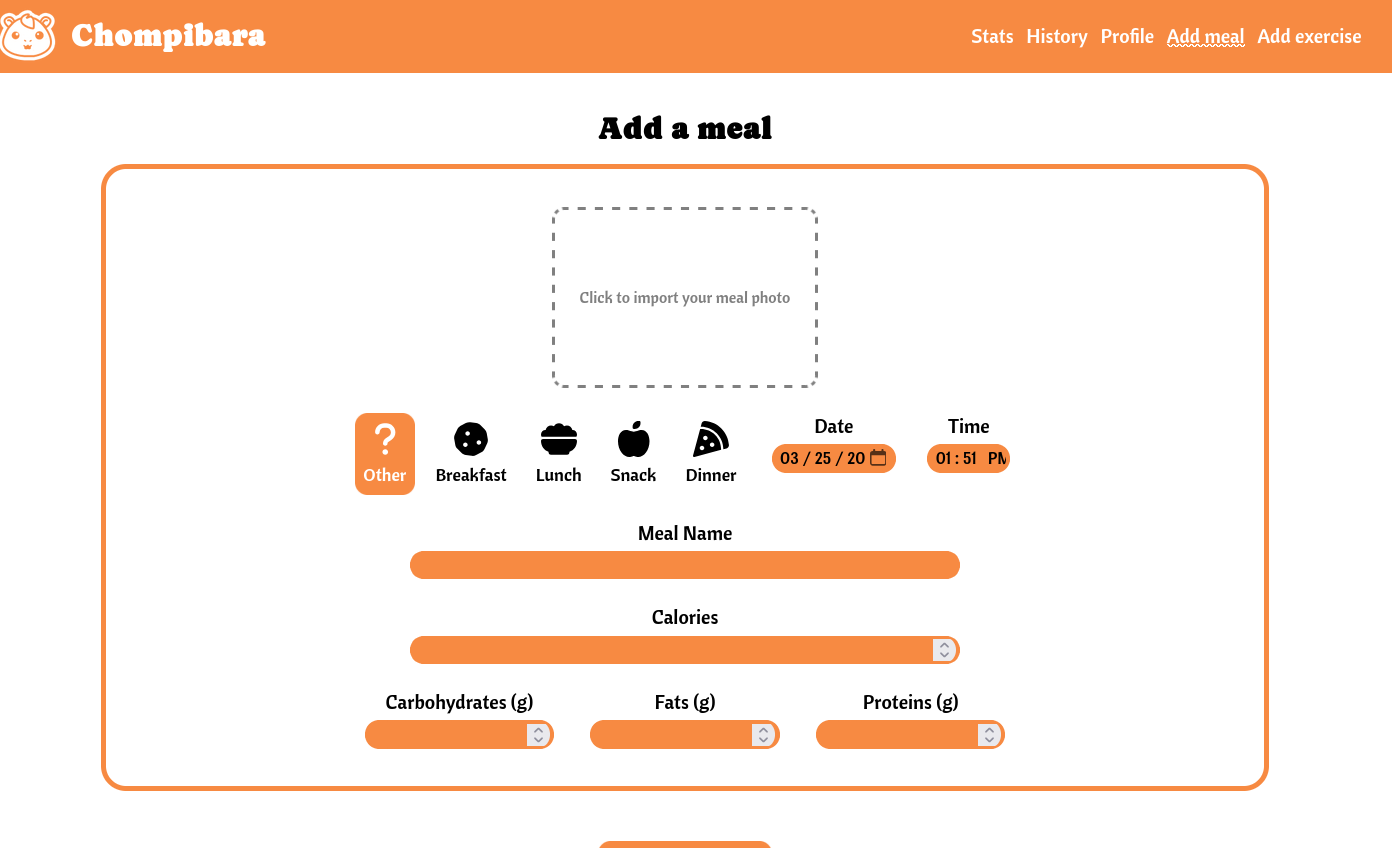 Chompibara
Stats History Profile Add meal Add exercise
Add a meal
Click to import your meal photo
Date Time
03 / 25 / 20 01 : 51 PM
Other Breakfast Lunch Snack Dinner
Meal Name
Calories
Carbohydrates (g) Fats (g) Proteins (g)